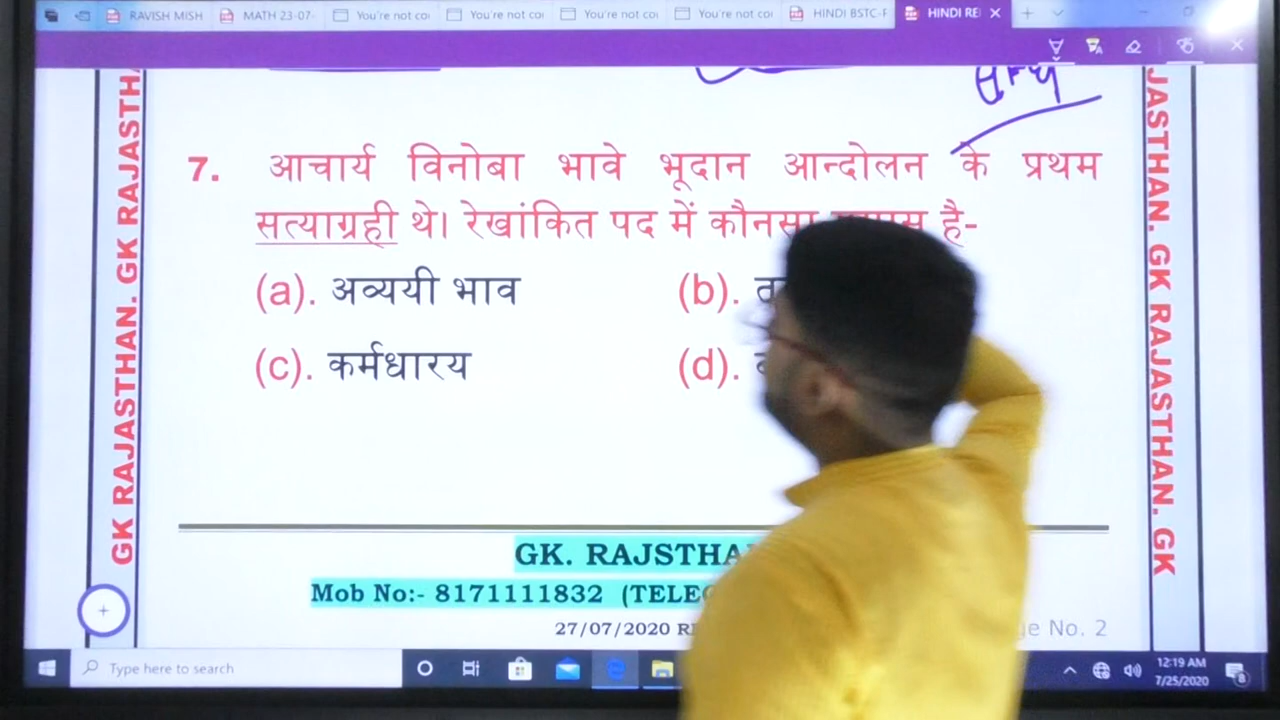 RAVISH MISH MATH 23-07- You're not co You're not co You're not co You're not co HINDI BSTC-F HINDI RE
7. आचार्य विनोबा भावे भूदान आन्दोलन के प्रथम
सत्याग्रही थे। रेखांकित पद में कौनसा है-
(a). अव्ययी भाव (b).
(c). कर्मधारय (d).
GK RAJASTHAN. GK RAJASTH
JASTHAN. GK RAJASTHAN. GK
GK. RAJSTHA
Mob No:- 8171111832 (TELE
27/07/2020 No. 2
Type here to search
12:19 AM
7/25/2020